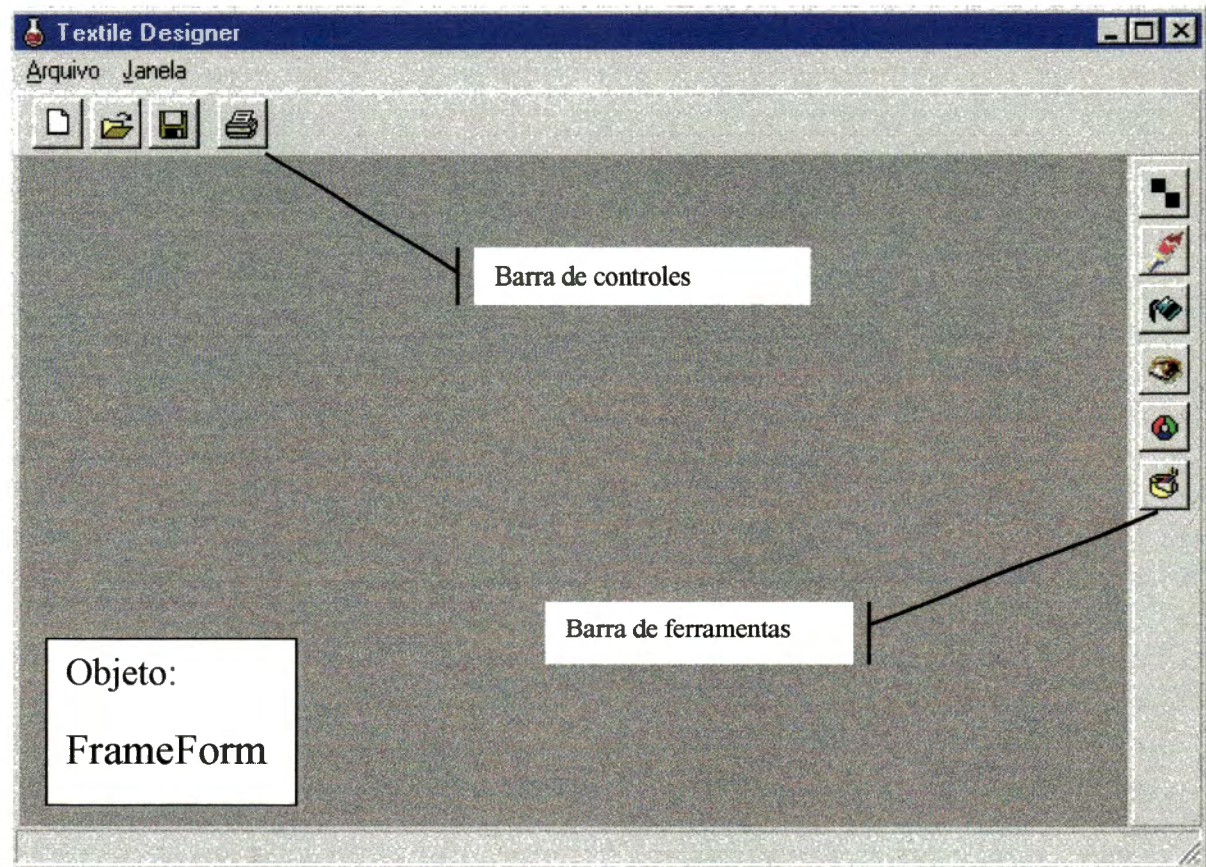 Textile Designer
Arquivo Janela
Barra de controles
Barra de ferramentas
Objeto:
FrameForm